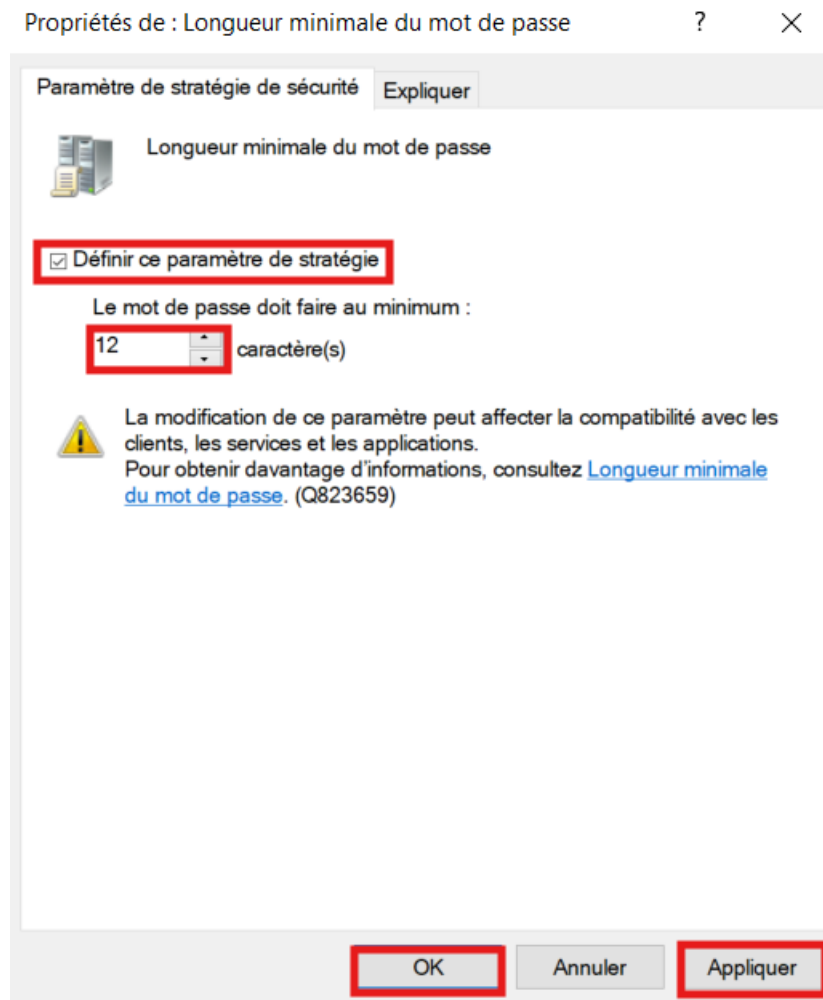 Propriétés de : Longueur minimale du mot de passe ? ×
Paramètre de stratégie de sécurité Expliquer
Longueur minimale du mot de passe
Définir ce paramètre de stratégie
Le mot de passe doit faire au minimum :
12 caractère(s)
La modification de ce paramètre peut affecter la compatibilité avec les
clients, les services et les applications.
Pour obtenir davantage d'informations, consultez Longueur minimale
du mot de passe. (Q823659)
OK Annuler Appliquer